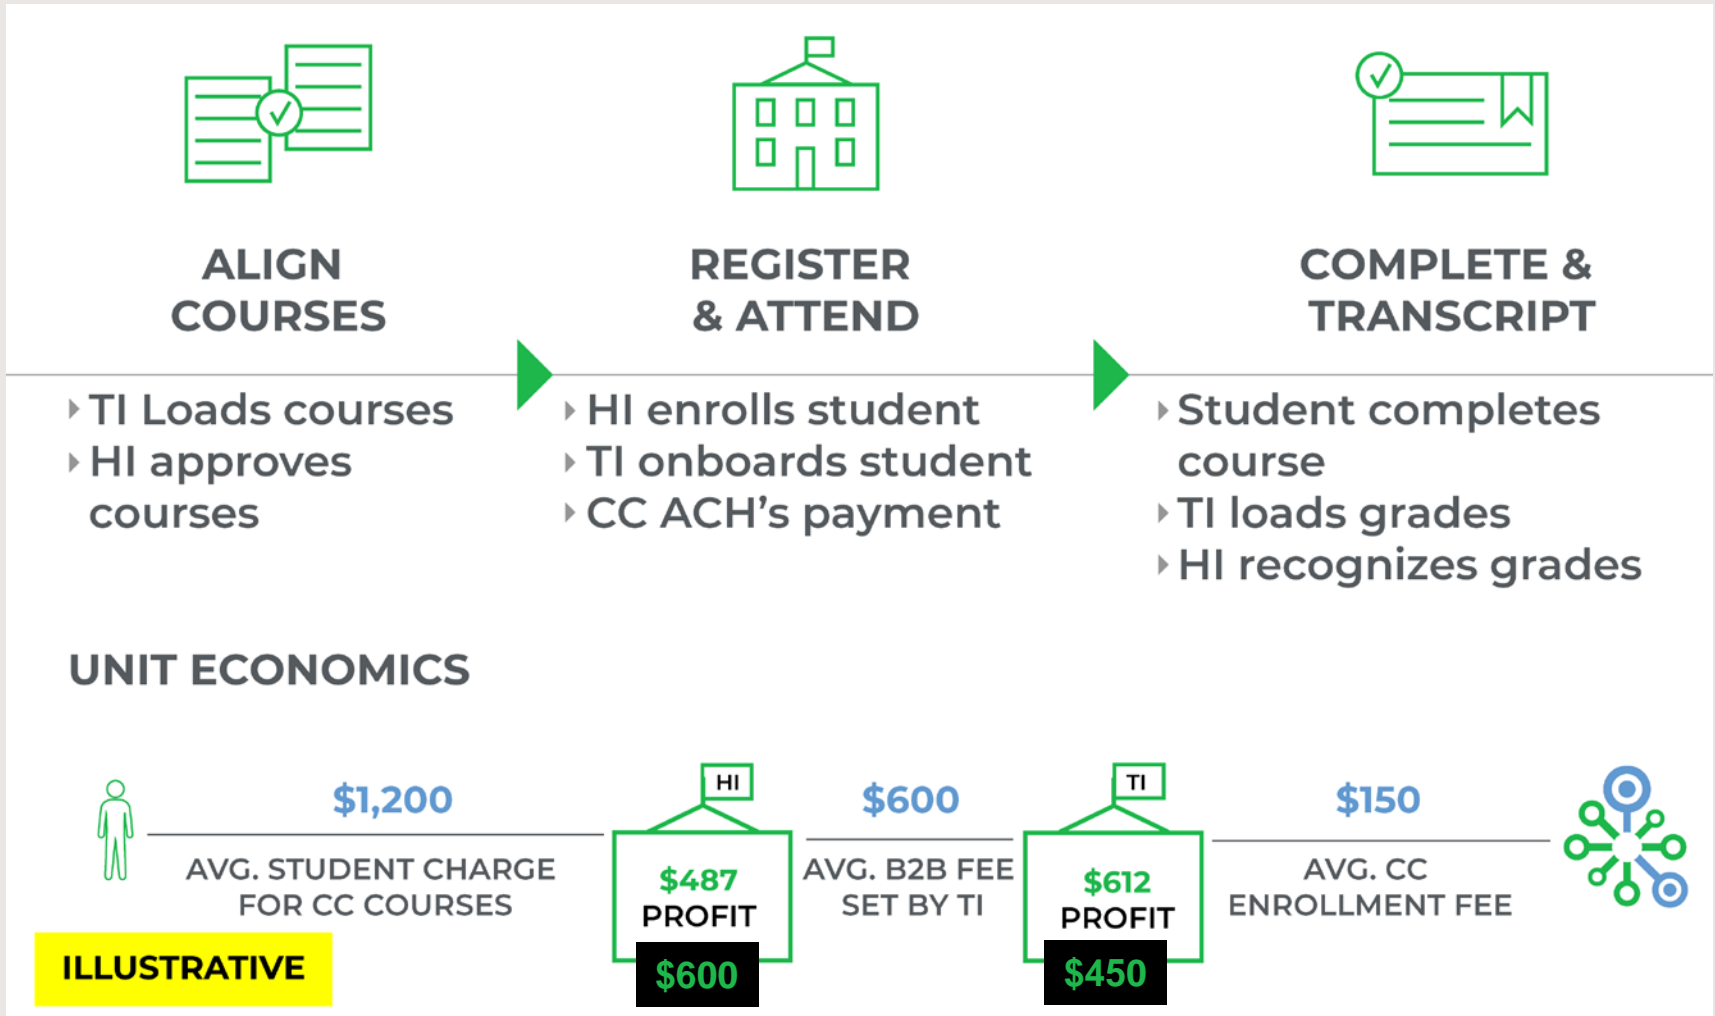 ALIGN
COURSES
REGISTER
& ATTEND
COMPLETE &
TRANSCRIPT
TI Loads courses
HI approves
courses
HI enrolls student
TI onboards student
CC ACH’s payment
Student completes
course
TI loads grades
HI recognizes grades
UNIT ECONOMICS
$1,200
AVG. STUDENT CHARGE
FOR CC COURSES
HI
$487
PROFIT
$600
$600
AVG. B2B FEE
SET BY TI
TI
$612
PROFIT
$450
$150
AVG. CC
ENROLLMENT FEE
ILLUSTRATIVE